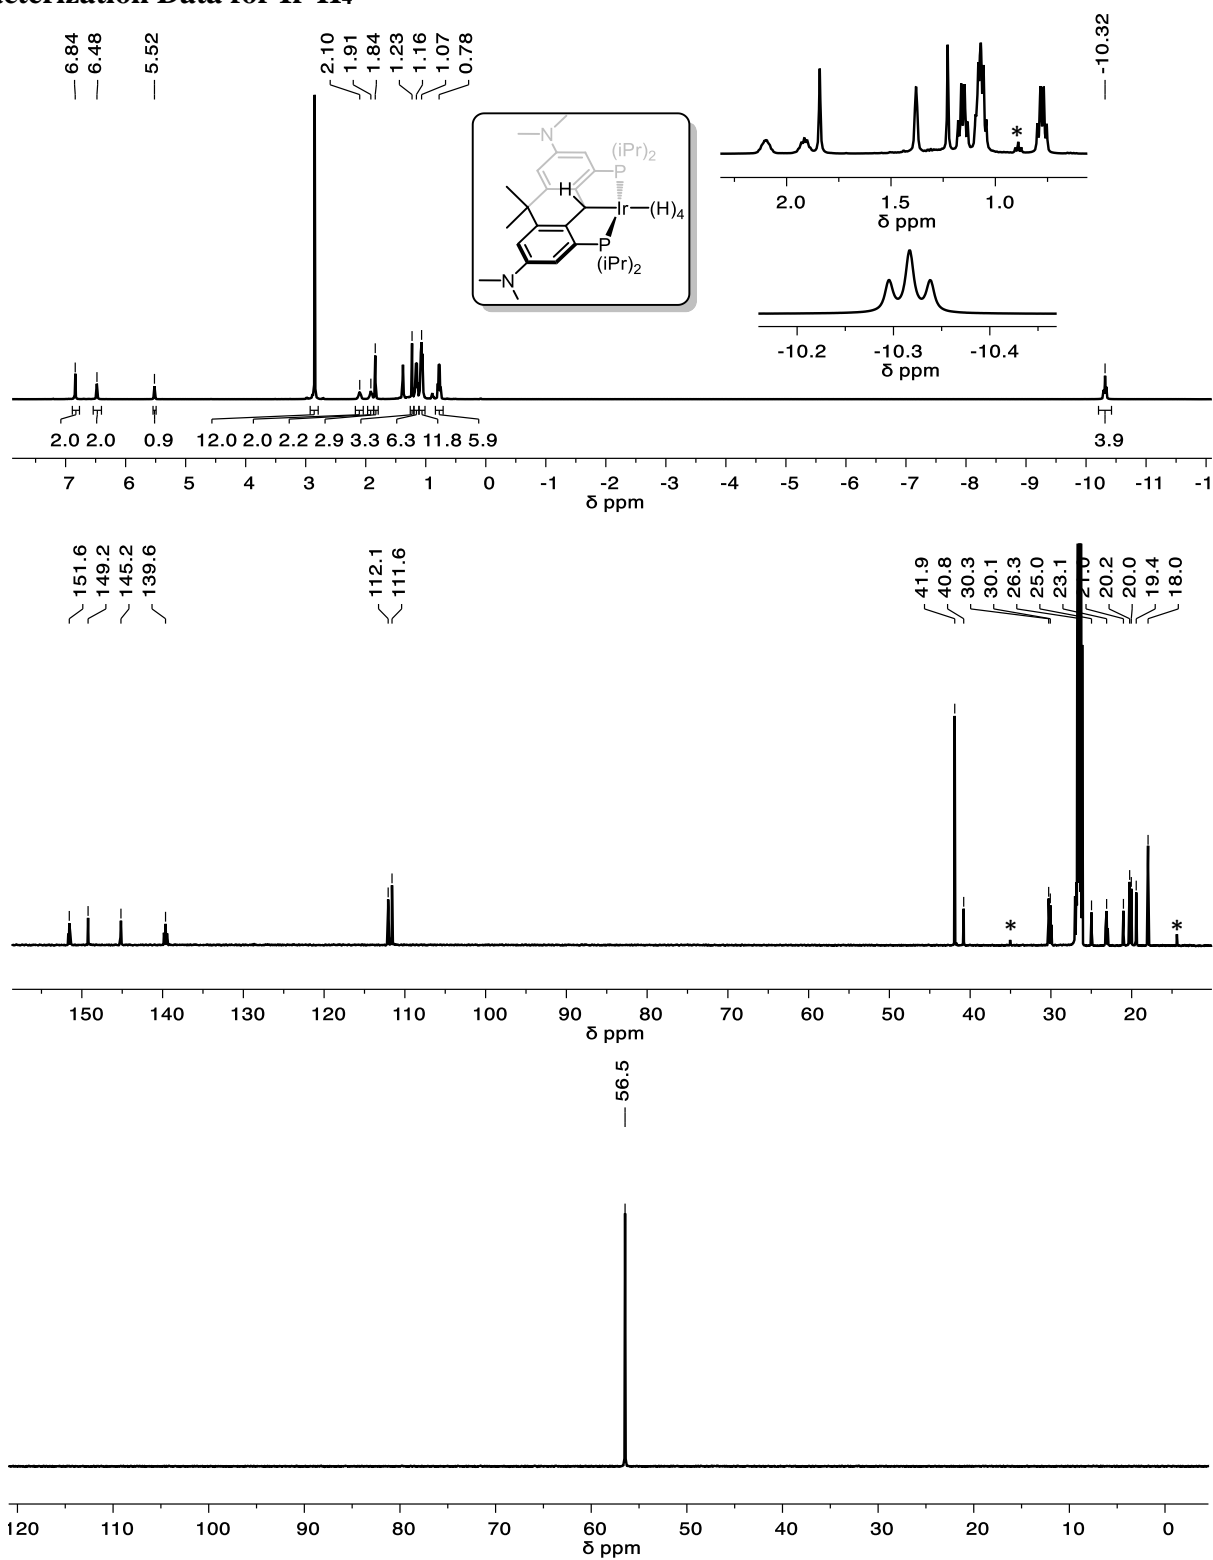 cterization Data for Ir-H4
6.84
6.48
5.52
2.10
1.91
1.84
1.23
1.16
1.07
0.78
-10.32
N
(iPr)2
P
H
Ir
(H)4
P
(iPr)2
N
*
2.0 1.5 1.0
δ ppm
-10.2 -10.3 -10.4
δ ppm
2.0 2.0 0.9 12.0 2.0 2.2 2.9 3.3 6.3 11.8 5.9 3.9
7 6 5 4 3 2 1 0 -1 -2 -3 -4 -5 -6 -7 -8 -9 -10 -11 -1
δ ppm
151.6
149.2
145.2
139.6
112.1
111.6
41.9
40.8
30.3
30.1
26.3
25.0
23.1
21.0
20.2
20.0
19.4
18.0
* *
150 140 130 120 110 100 90 80 70 60 50 40 30 20
δ ppm
56.5
120 110 100 90 80 70 60 50 40 30 20 10 0
δ ppm